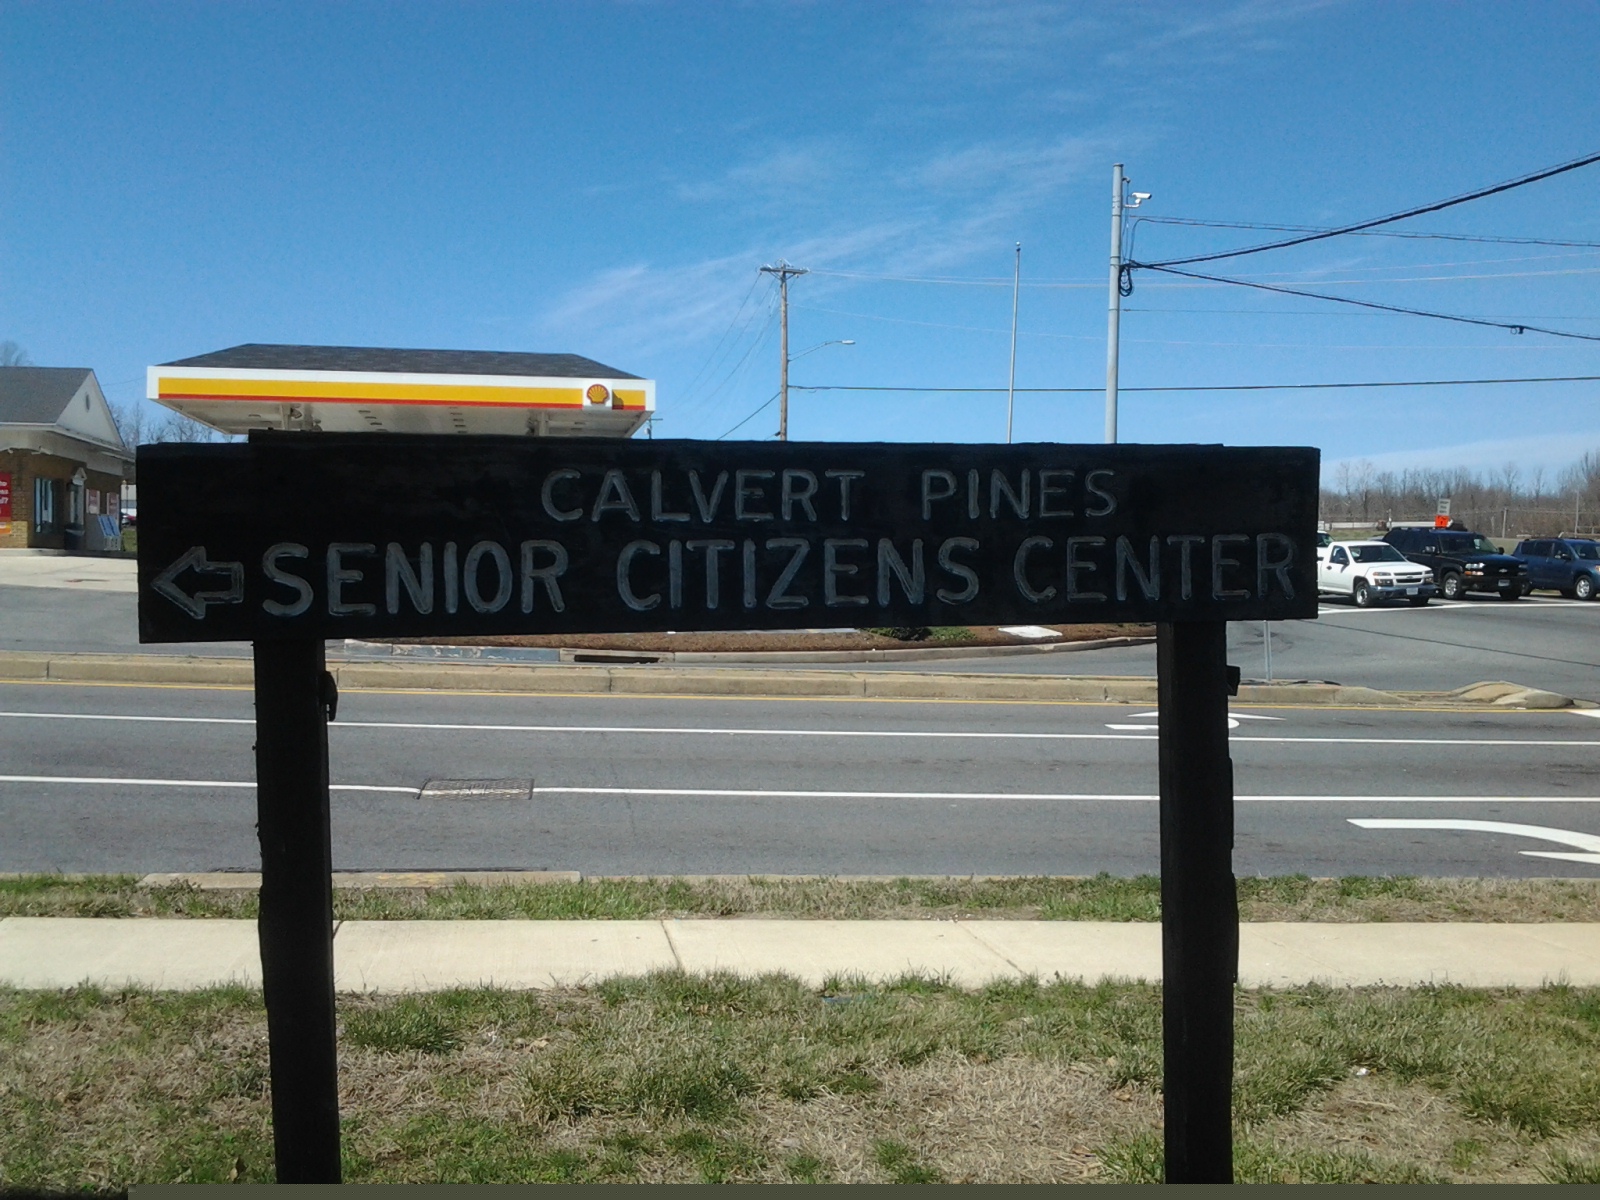 CALVERT PINES
SENIOR CITIZENS CENTER